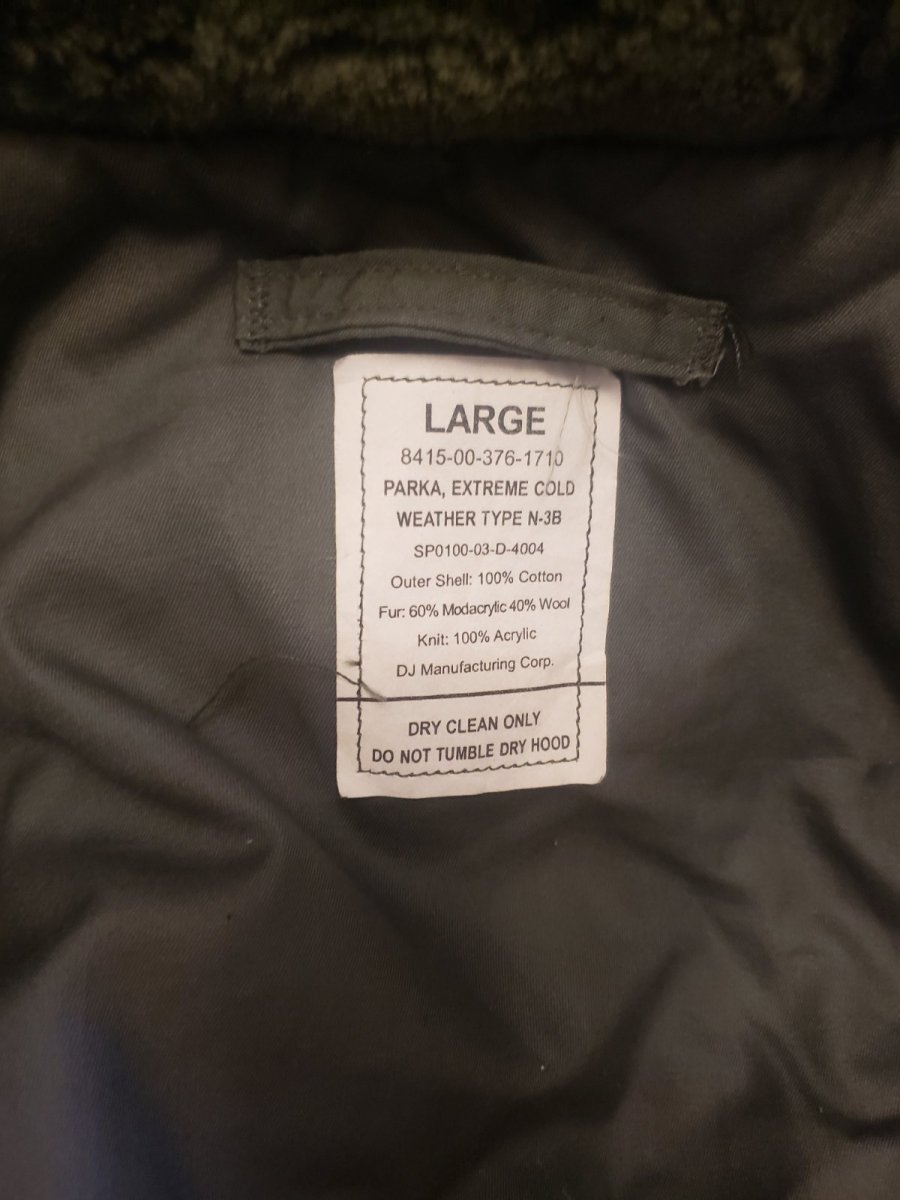 LARGE
8415-00-376-1710
PARKA, EXTREME COLD
WEATHER TYPE N-3B
SP0100-03-D-4004
Outer Shell: 100% Cotton
Fur: 60% Modacrylic 40% Wool
Knit: 100% Acrylic
DJ Manufacturing Corp.
DRY CLEAN ONLY
DO NOT TUMBLE DRY HOOD